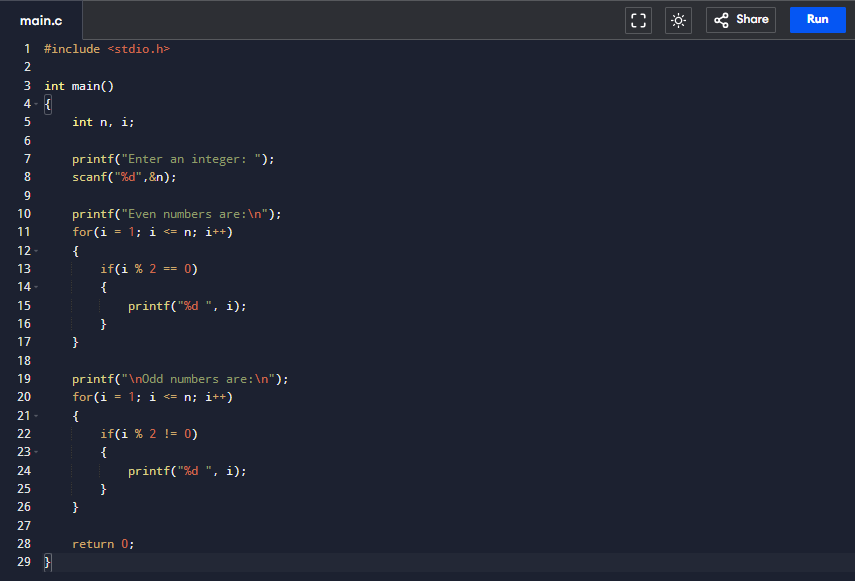 main.c
Share
Run
1 #include <stdio.h>
2
3 int main()
4 {
5     int n, i;
6
7     printf("Enter an integer: ");
8     scanf("%d",&n);
9
10     printf("Even numbers are:\n");
11     for(i = 1; i <= n; i++)
12     {
13         if(i % 2 == 0)
14         {
15             printf("%d ", i);
16         }
17     }
18
19     printf("\nOdd numbers are:\n");
20     for(i = 1; i <= n; i++)
21     {
22         if(i % 2 != 0)
23         {
24             printf("%d ", i);
25         }
26     }
27
28     return 0;
29 }